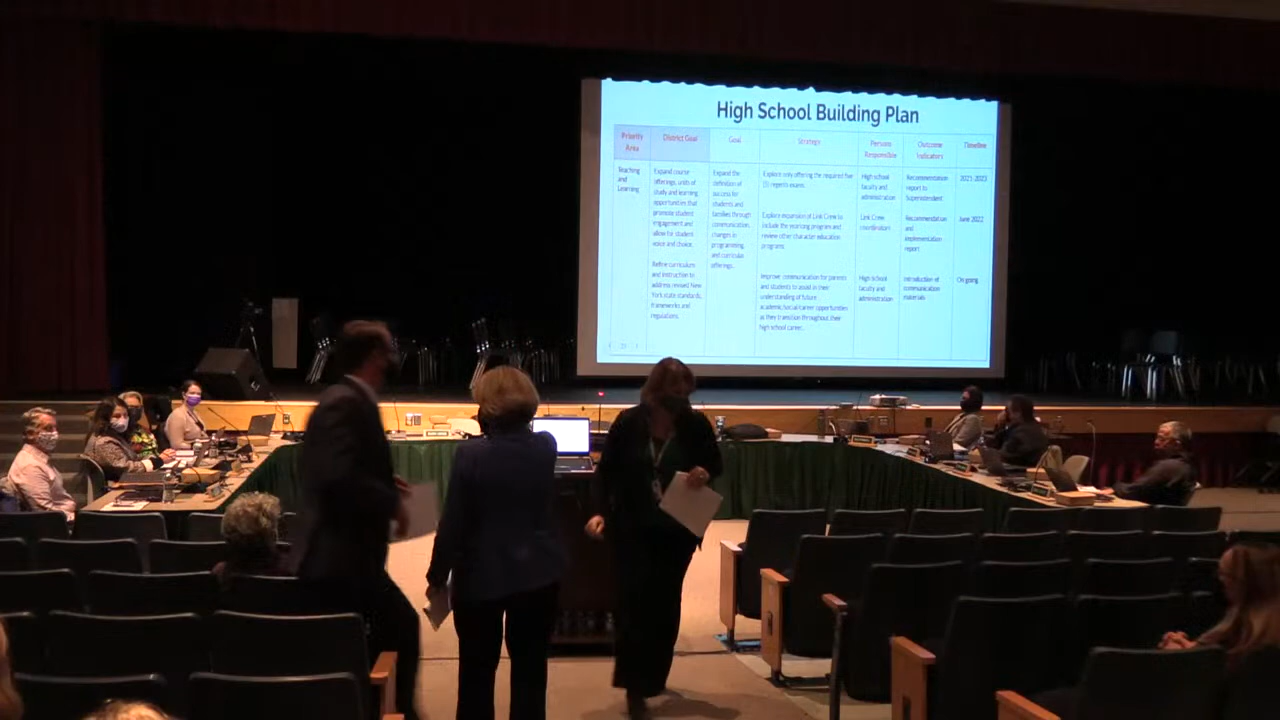 High School Building Plan
Priority
Area
District Goal
Goal
Strategy
Persons
Responsible
Outcome
Indicators
Timeline
Teaching
and
Learning
Expand course
offerings, units of
study and learning
opportunities that
promote student
engagement and
allow for student
voice and choice.
Refine curriculum
and instruction to
address revised New
York state standards,
frameworks and
regulations.
Expand the
definition of
success for
students and
families through
communication,
changes in
programming,
and curricular
offerings.
Explore only offering the required five
(5) regents exams.
Explore expansion of Link Crew to
include the
program and
review other character education
programs.
Improve communication for parents
and students to assist in their
understanding of future
academic/social/career opportunities
as they transition throughout their
high school career.
High school
faculty and
administration
Link Crew
coordinators
High school
faculty and
administration
Recommendation
report to
Superintendent
Recommendation
and
implementation
report
Introduction of
communication
materials
2021-2023
June 2022
On going